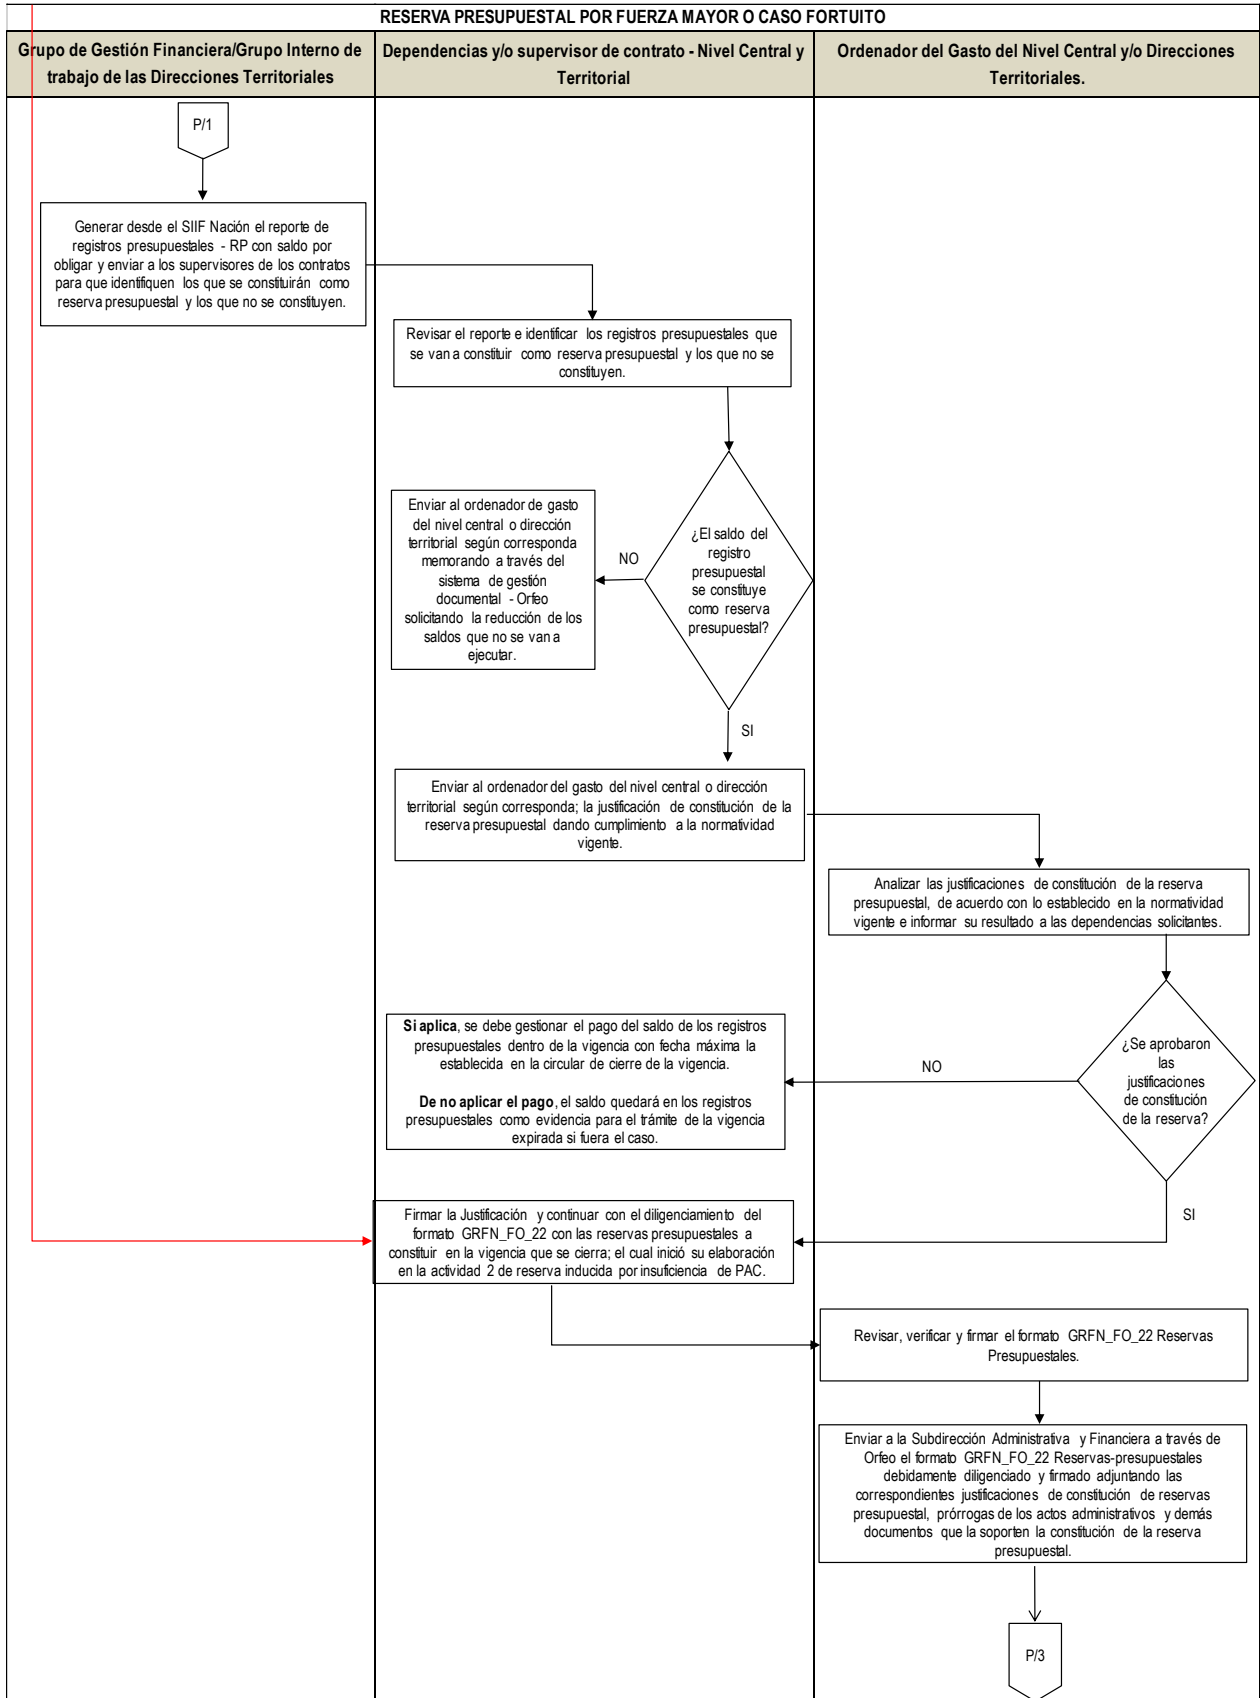 RESERVA PRESUPUESTAL POR FUERZA MAYOR O CASO FORTUITO
Grupo de Gestión Financiera/Grupo Interno de
trabajo de las Direcciones Territoriales
Dependencias y/o supervisor de contrato - Nivel Central y
Territorial
Ordenador del Gasto del Nivel Central y/o Direcciones
Territoriales.
P/1
Generar desde el SIIF Nación el reporte de
registros presupuestales - RP con saldo por
obligar y enviar a los supervisores de los contratos
para que identifiquen los que se constituirán como
reserva presupuestal y los que no se constituyen.
Revisar el reporte e identificar los registros presupuestales que
se van a constituir como reserva presupuestal y los que no se
constituyen.
Enviar al ordenador de gasto
del nivel central o dirección
territorial según corresponda
memorando a través del
sistema de gestión
documental - Orfeo
solicitando la reducción de los
saldos que no se van a
ejecutar.
NO
¿El saldo del
registro
presupuestal
se constituye
como reserva
presupuestal?
SI
Enviar al ordenador del gasto del nivel central o dirección
territorial según corresponda; la justificación de constitución de la
reserva presupuestal dando cumplimiento a la normatividad
vigente.
Analizar las justificaciones de constitución de la reserva
presupuestal, de acuerdo con lo establecido en la normatividad
vigente e informar su resultado a las dependencias solicitantes.
Si aplica, se debe gestionar el pago del saldo de los registros
presupuestales dentro de la vigencia con fecha máxima la
establecida en la circular de cierre de la vigencia.
De no aplicar el pago, el saldo quedará en los registros
presupuestales como evidencia para el trámite de la vigencia
expirada si fuera el caso.
NO
¿Se aprobaron
las
justificaciones
de constitución
de la reserva?
SI
Firmar la Justificación y continuar con el diligenciamiento del
formato GRFN_FO_22 con las reservas presupuestales a
constituir en la vigencia que se cierra; el cual inició su elaboración
en la actividad 2 de reserva inducida por insuficiencia de PAC.
Revisar, verificar y firmar el formato GRFN_FO_22 Reservas
Presupuestales.
Enviar a la Subdirección Administrativa y Financiera a través de
Orfeo el formato GRFN_FO_22 Reservas-presupuestales
debidamente diligenciado y firmado adjuntando las
correspondientes justificaciones de constitución de reservas
presupuestal, prórrogas de los actos administrativos y demás
documentos que la soporten la constitución de la reserva
presupuestal.
P/3